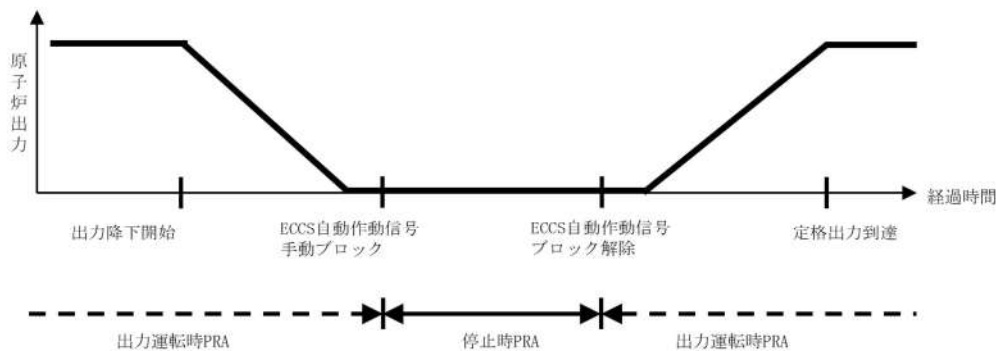 原子炉出力
経過時間
出力降下開始
ECCS自動作動信号
手動ブロック
ECCS自動作動信号
ブロック解除
定格出力到達
出力運転時PRA
停止時PRA
出力運転時PRA